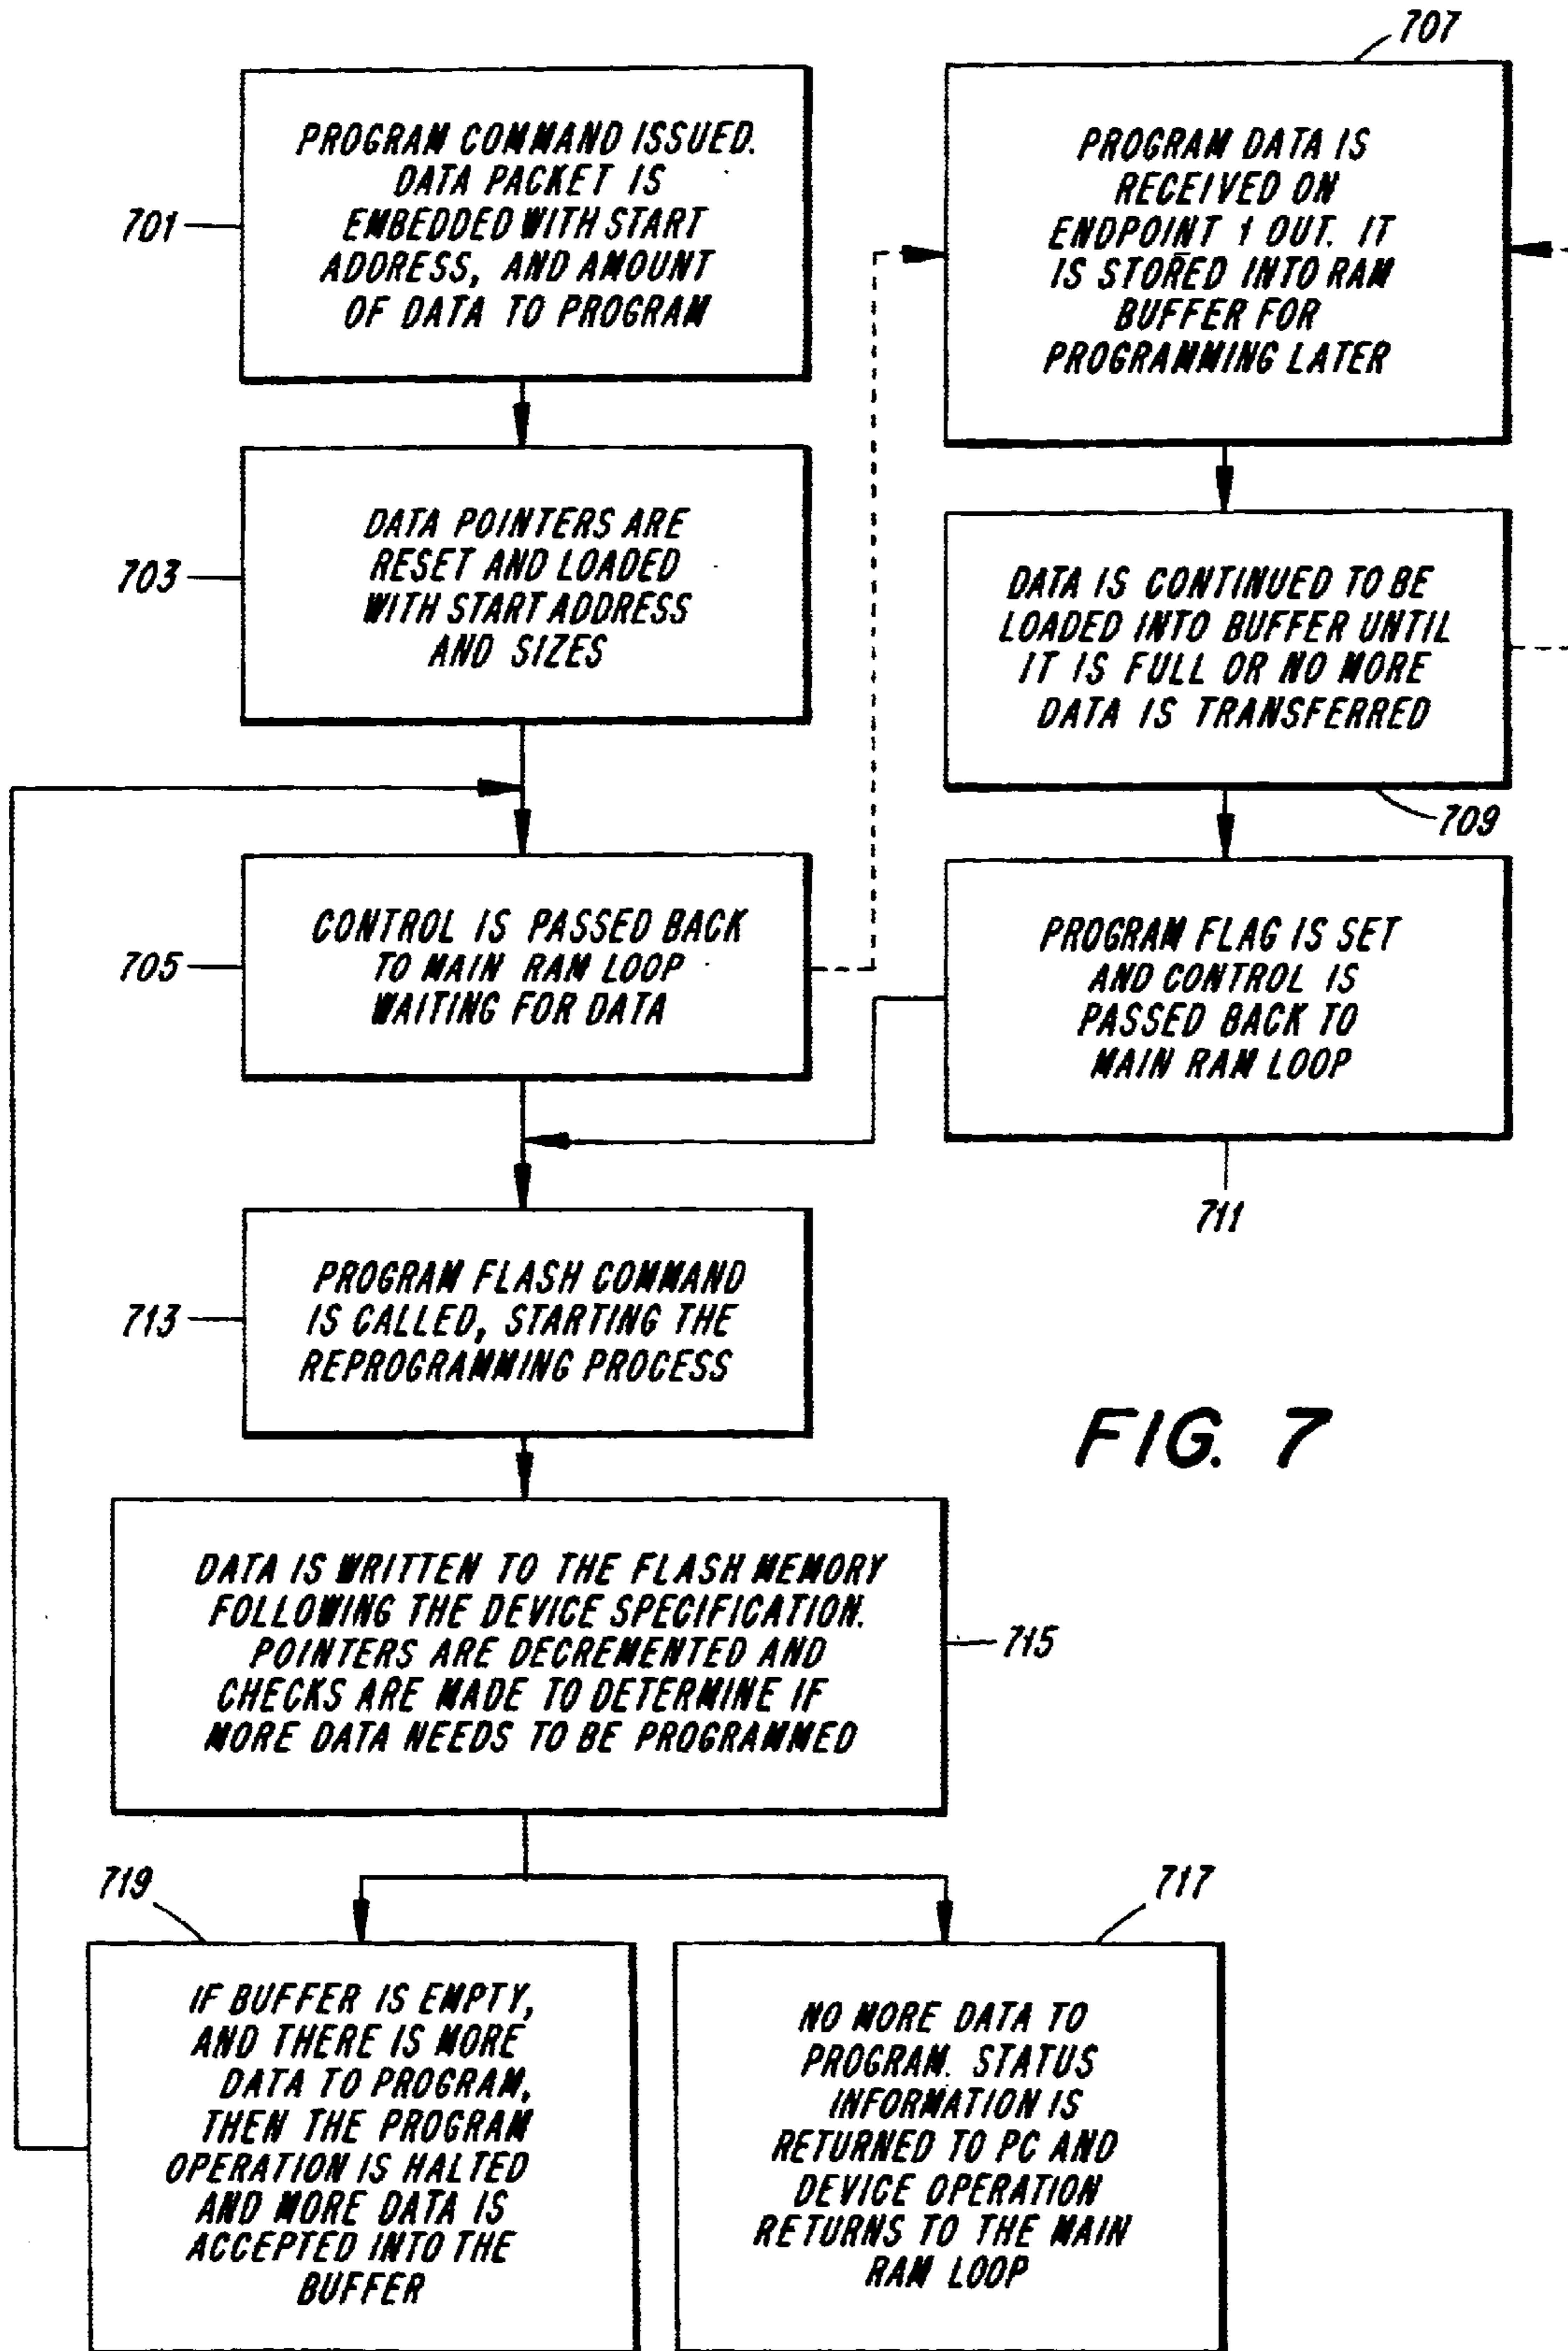 701
PROGRAM COMMAND ISSUED.
DATA PACKET IS
EMBEDDED WITH START
ADDRESS, AND AMOUNT
OF DATA TO PROGRAM
703
DATA POINTERS ARE
RESET AND LOADED
WITH START ADDRESS
AND SIZES
705
CONTROL IS PASSED BACK
TO MAIN RAM LOOP
WAITING FOR DATA
707
PROGRAM DATA IS
RECEIVED ON
ENDPOINT 1 OUT. IT
IS STORED INTO RAM
BUFFER FOR
PROGRAMMING LATER
DATA IS CONTINUED TO BE
LOADED INTO BUFFER UNTIL
IT IS FULL OR NO MORE
DATA IS TRANSFERRED
709
PROGRAM FLAG IS SET
AND CONTROL IS
PASSED BACK TO
MAIN RAM LOOP
711
713
PROGRAM FLASH COMMAND
IS CALLED, STARTING THE
REPROGRAMMING PROCESS
FIG. 7
DATA IS WRITTEN TO THE FLASH MEMORY
FOLLOWING THE DEVICE SPECIFICATION.
POINTERS ARE DECREMENTED AND
CHECKS ARE MADE TO DETERMINE IF
MORE DATA NEEDS TO BE PROGRAMMED
715
719
IF BUFFER IS EMPTY,
AND THERE IS MORE
DATA TO PROGRAM,
THEN THE PROGRAM
OPERATION IS HALTED
AND MORE DATA IS
ACCEPTED INTO THE
BUFFER
717
NO MORE DATA TO
PROGRAM. STATUS
INFORMATION IS
RETURNED TO PC AND
DEVICE OPERATION
RETURNS TO THE MAIN
RAM LOOP